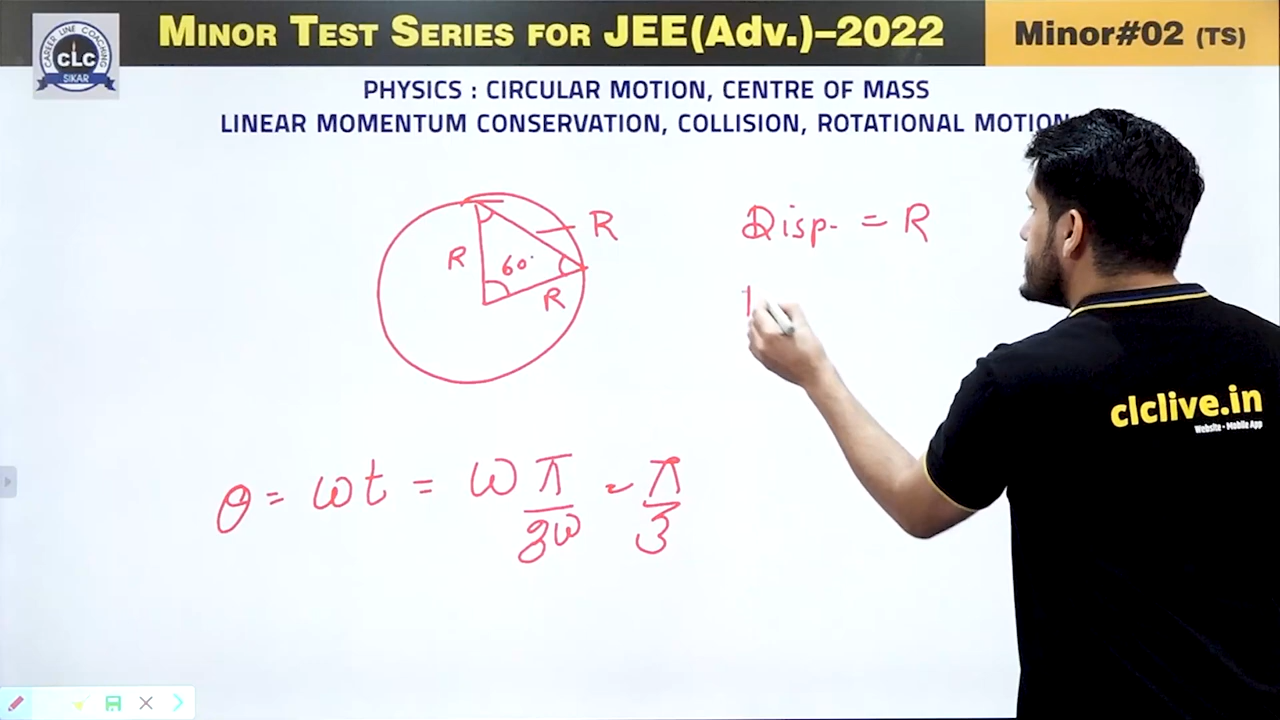 MINOR TEST SERIES FOR JEE(Adv.)–2022
Minor#02 (TS)
CAREER LINE COACHING
CLC
SIKAR
PHYSICS : CIRCULAR MOTION, CENTRE OF MASS
LINEAR MOMENTUM CONSERVATION, COLLISION, ROTATIONAL MOTION
R
R
60°
R
Disp. = R
clclive.in
Website • Mobile App
θ = ωt = ω π/3ω = π/3